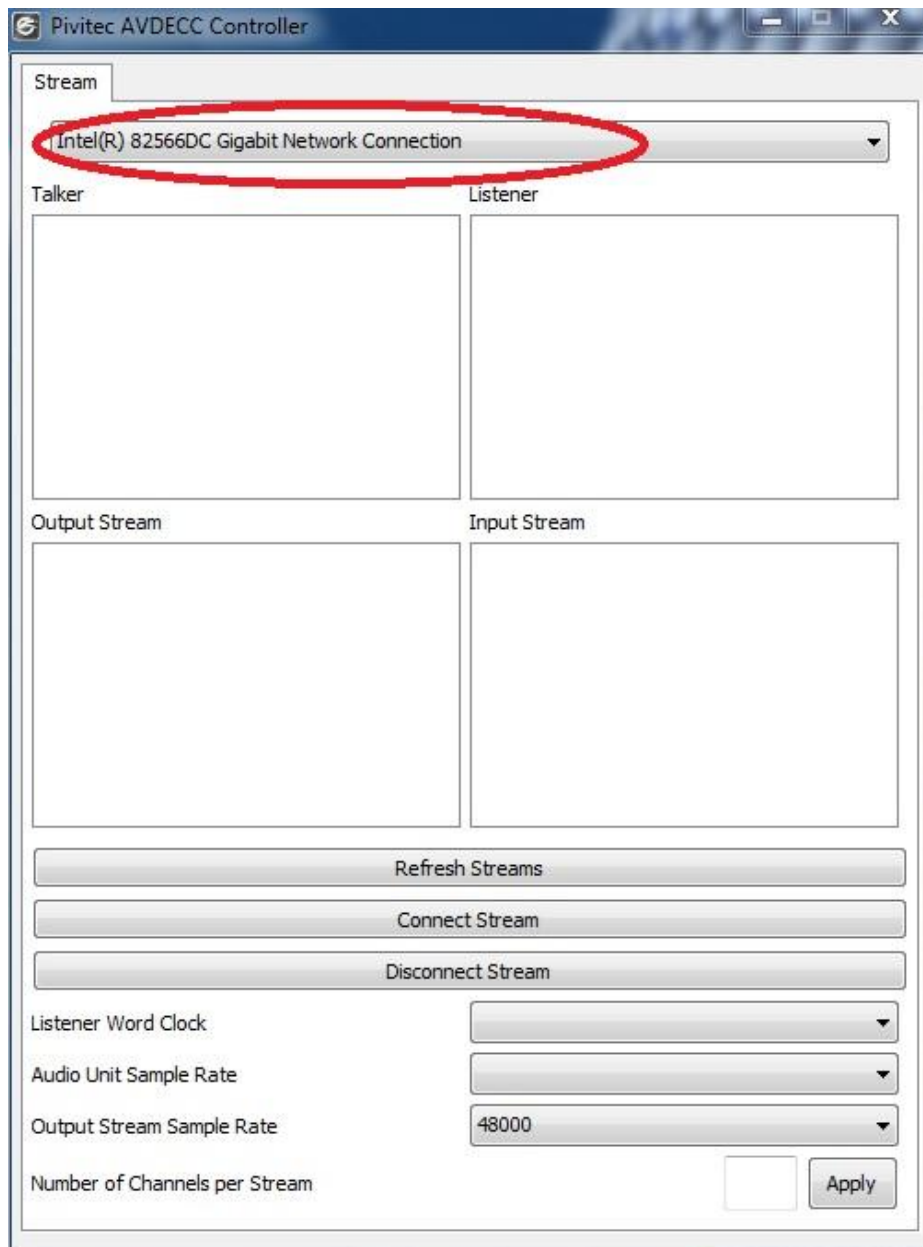 Pivitec AVDECC Controller
Stream
Intel(R) 82566DC Gigabit Network Connection
Talker
Listener
Output Stream
Input Stream
Refresh Streams
Connect Stream
Disconnect Stream
Listener Word Clock
Audio Unit Sample Rate
Output Stream Sample Rate
48000
Number of Channels per Stream
Apply